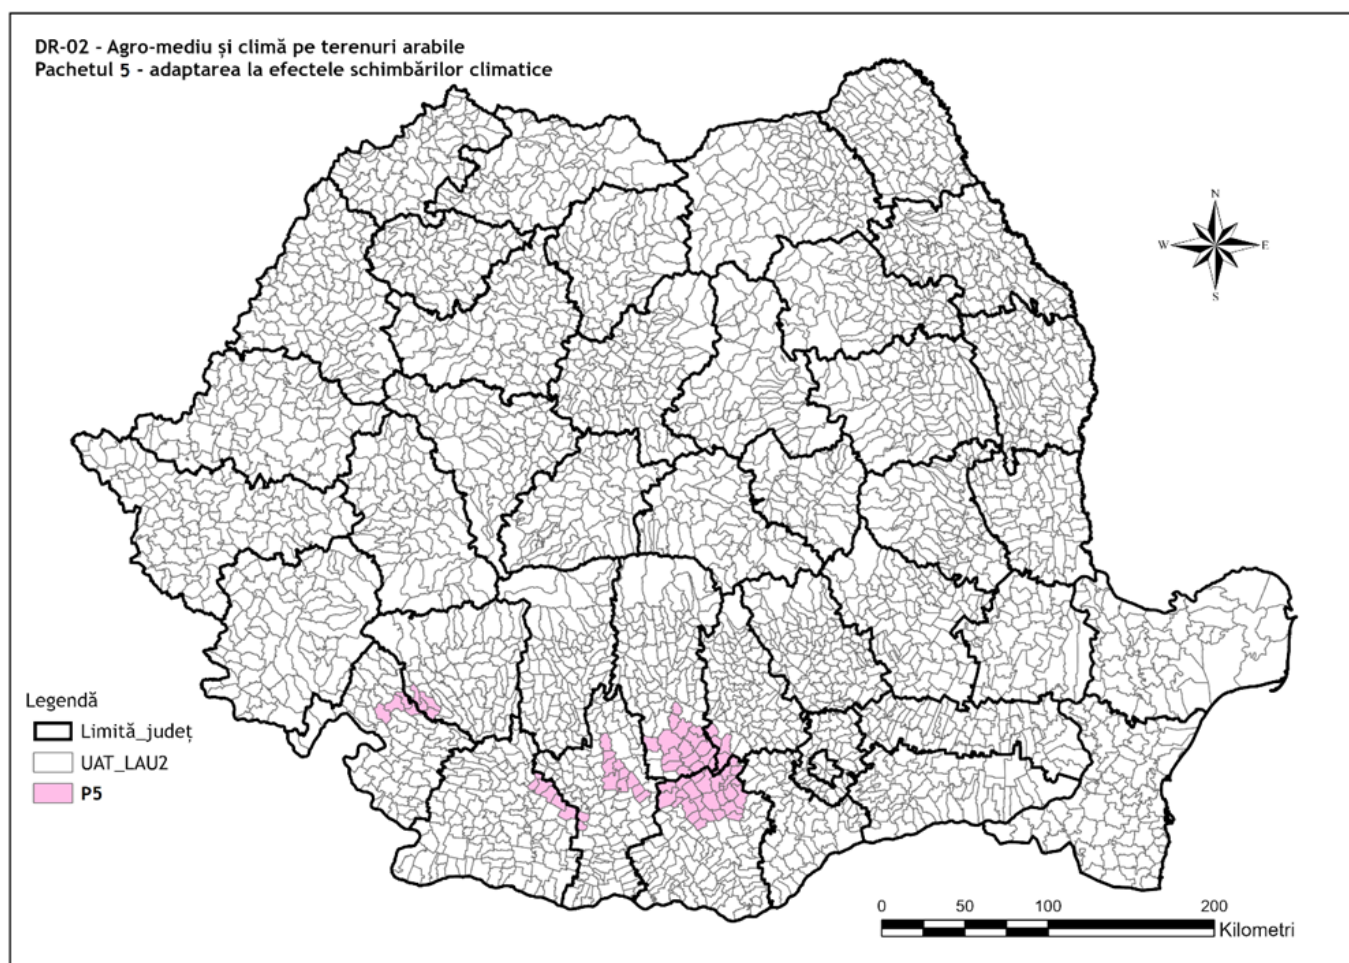 DR-02 - Agro-mediu și climă pe terenuri arabile
Pachetul 5 - adaptarea la efectele schimbărilor climatice
N
W E
S
Legendă
Limită_județ
UAT_LAU2
P5
0 50 100 200
Kilometri